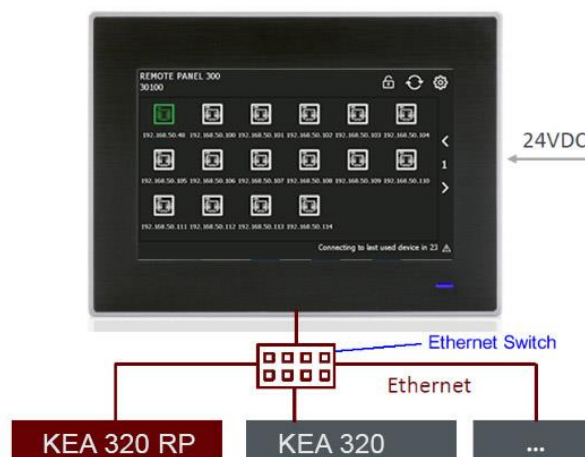 REMOTE PANEL 300
30100
192.168.50.48 192.168.50.100 192.168.50.101 192.168.50.102 192.168.50.103 192.168.50.104
24VDC
1
192.168.50.105 192.168.50.106 192.168.50.107 192.168.50.108 192.168.50.109 192.168.50.110
192.168.50.111 192.168.50.112 192.168.50.113 192.168.50.114
Connecting to last used device in 23
Ethernet Switch
Ethernet
KEA 320 RP KEA 320 ...